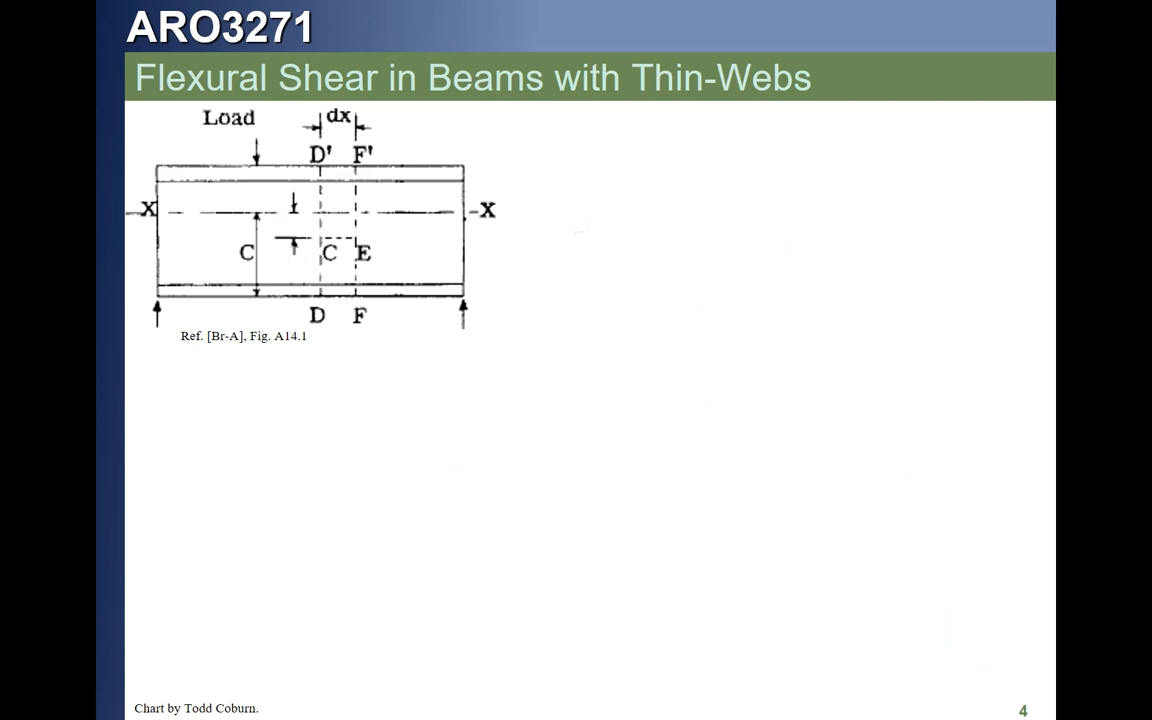 ARO3271
Flexural Shear in Beams with Thin-Webs
Load
dx
D' F'
X
-X
C
C E
D F
Ref. [Br-A], Fig. A14.1
Chart by Todd Coburn.
4